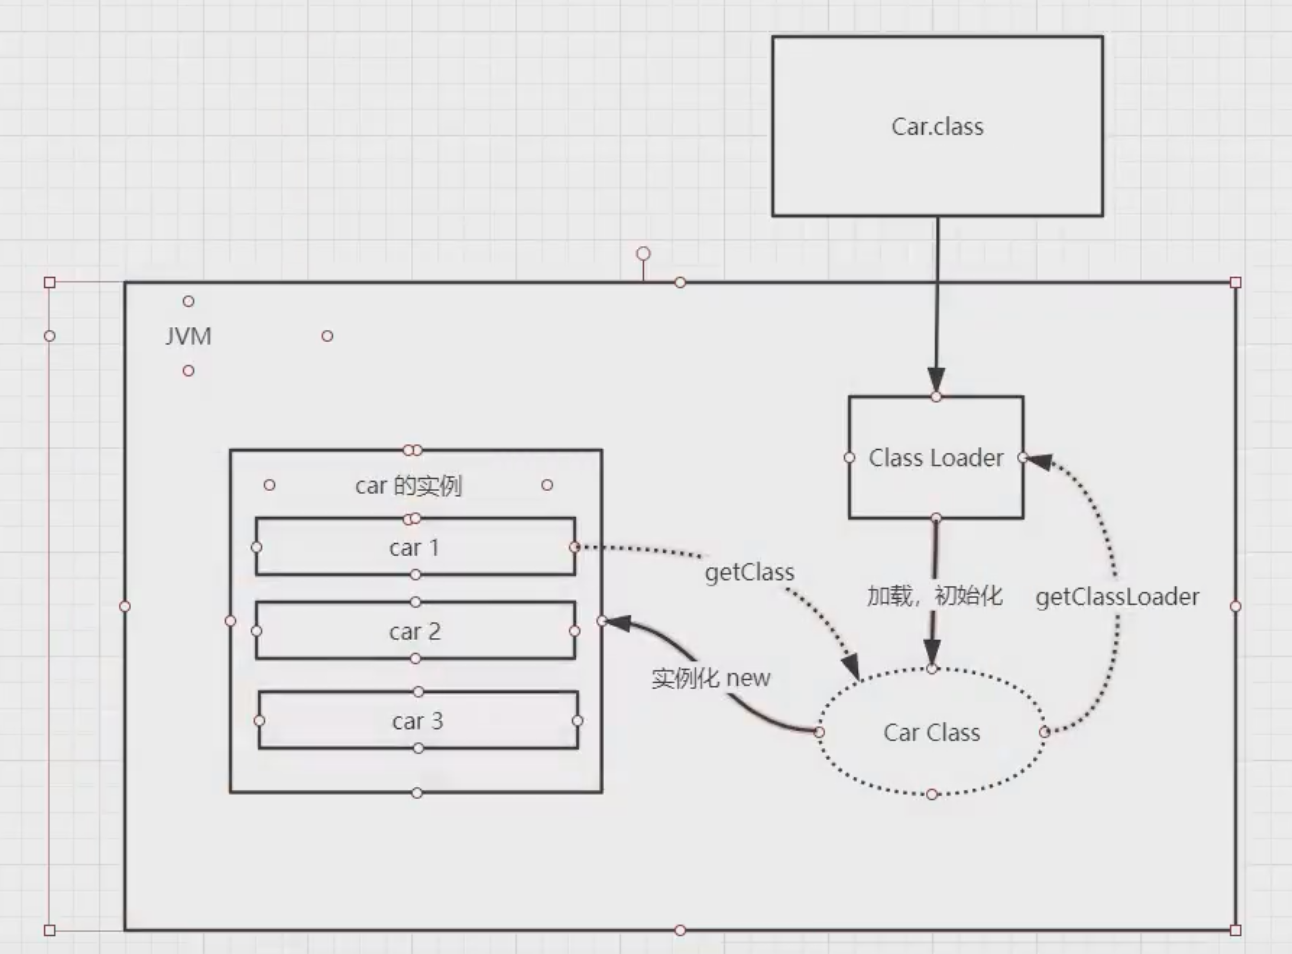 Car.class
JVM
Class Loader
car 的实例
car 1
getClass
加载，初始化
getClassLoader
car 2
实例化 new
car 3
Car Class